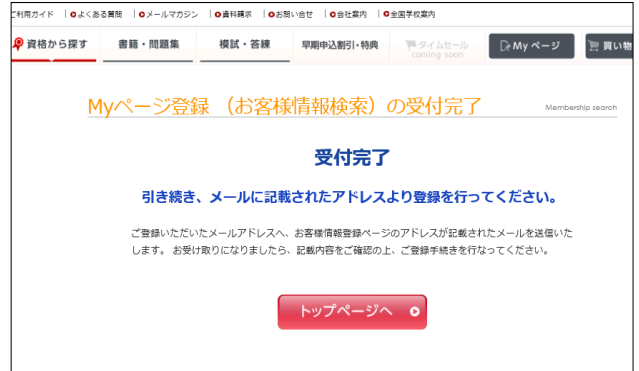 ご利用ガイド よくある質問 メールマガジン 資料請求 お問い合せ 会社案内 全国学校案内
資格から探す 書籍・問題集 模試・答練 早期申込割引・特典 タイムセール coming soon My ページ 買い物
Myページ登録 (お客様情報検索) の受付完了 Membership search
受付完了
引き続き、メールに記載されたアドレスより登録を行ってください。
ご登録いただいたメールアドレスへ、お客様情報登録ページのアドレスが記載されたメールを送信いた
します。 お受け取りになりましたら、記載内容をご確認の上、ご登録手続きを行なってください。
トップページへ